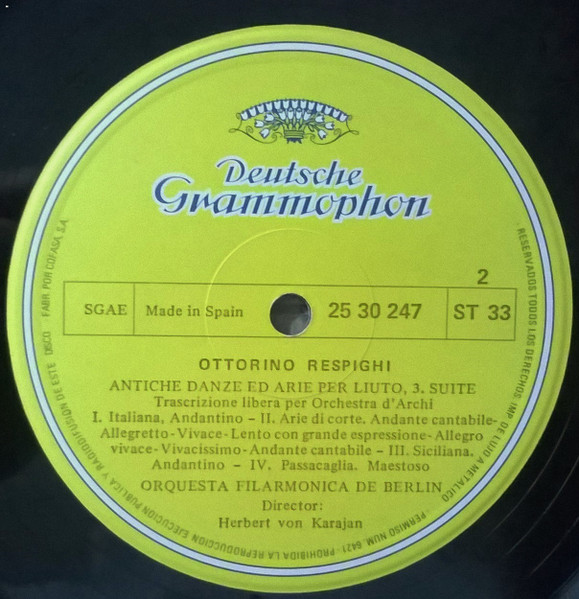 Deutsche
Grammophon
2
SGAE Made in Spain 25 30 247 ST 33
OTTORINO RESPIGHI
ANTICHE DANZE ED ARIE PER LIUTO, 3. SUITE
Trascrizione libera per Orchestra d'Archi
I. Italiana, Andantino - II. Arie di corte. Andante cantabile-
Allegretto-Vivace-Lento con grande espressione-Allegro
vivace-Vivacissimo-Andante cantabile - III. Siciliana.
Andantino - IV. Passacaglia. Maestoso
ORQUESTA FILARMONICA DE BERLIN
Director:
Herbert von Karajan
RESERVADOS TODOS LOS DERECHOS. IMP. DE LUJO A METALICO · PERMISO NUM. 6421 · PROHIBIDA LA REPRODUCCION EJECUCION PUBLICA Y RADIODIFUSION DE ESTE DISCO FABR. POR COFASA, S.A.